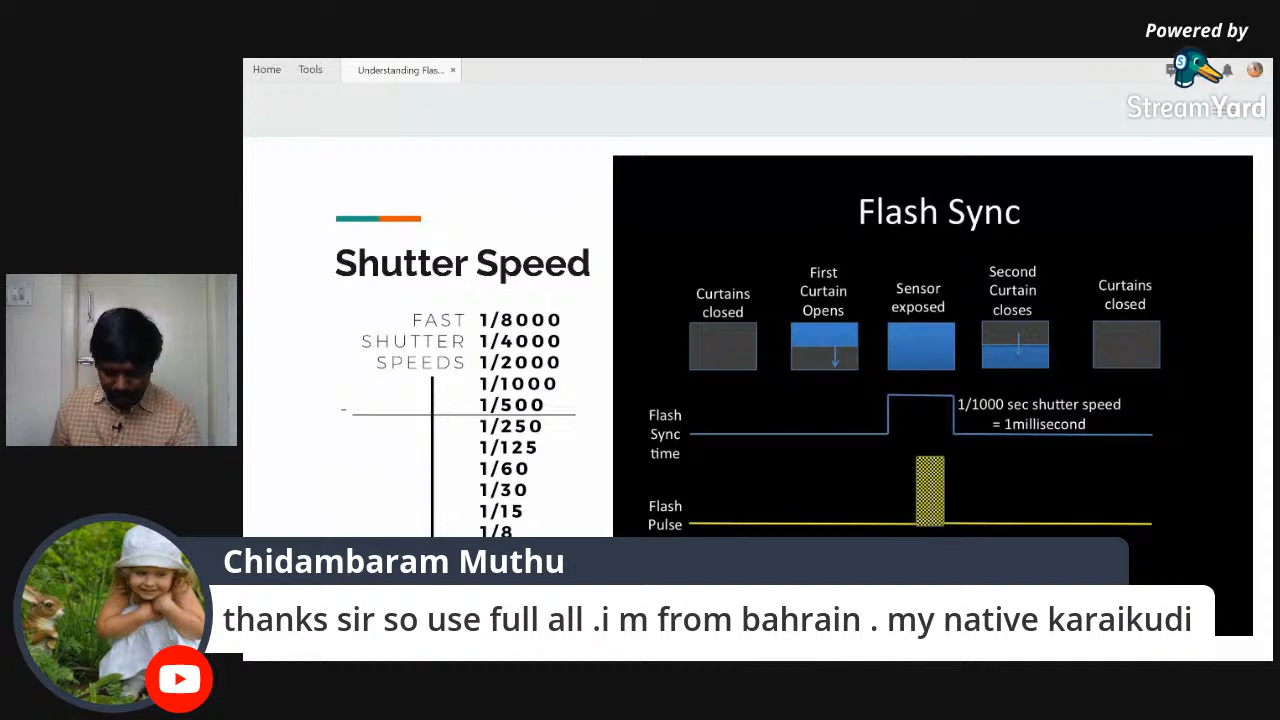 Powered by
StreamYard
Home Tools Understanding Flas... ×
Shutter Speed
FAST 1/8000
SHUTTER 1/4000
SPEEDS 1/2000
1/1000
1/500
1/250
1/125
1/60
1/30
1/15
1/8
Flash Sync
Curtains
closed
First
Curtain
Opens
Sensor
exposed
Second
Curtain
closes
Curtains
closed
Flash
Sync
time
1/1000 sec shutter speed
= 1millisecond
Flash
Pulse
Chidambaram Muthu
thanks sir so use full all .i m from bahrain . my native karaikudi